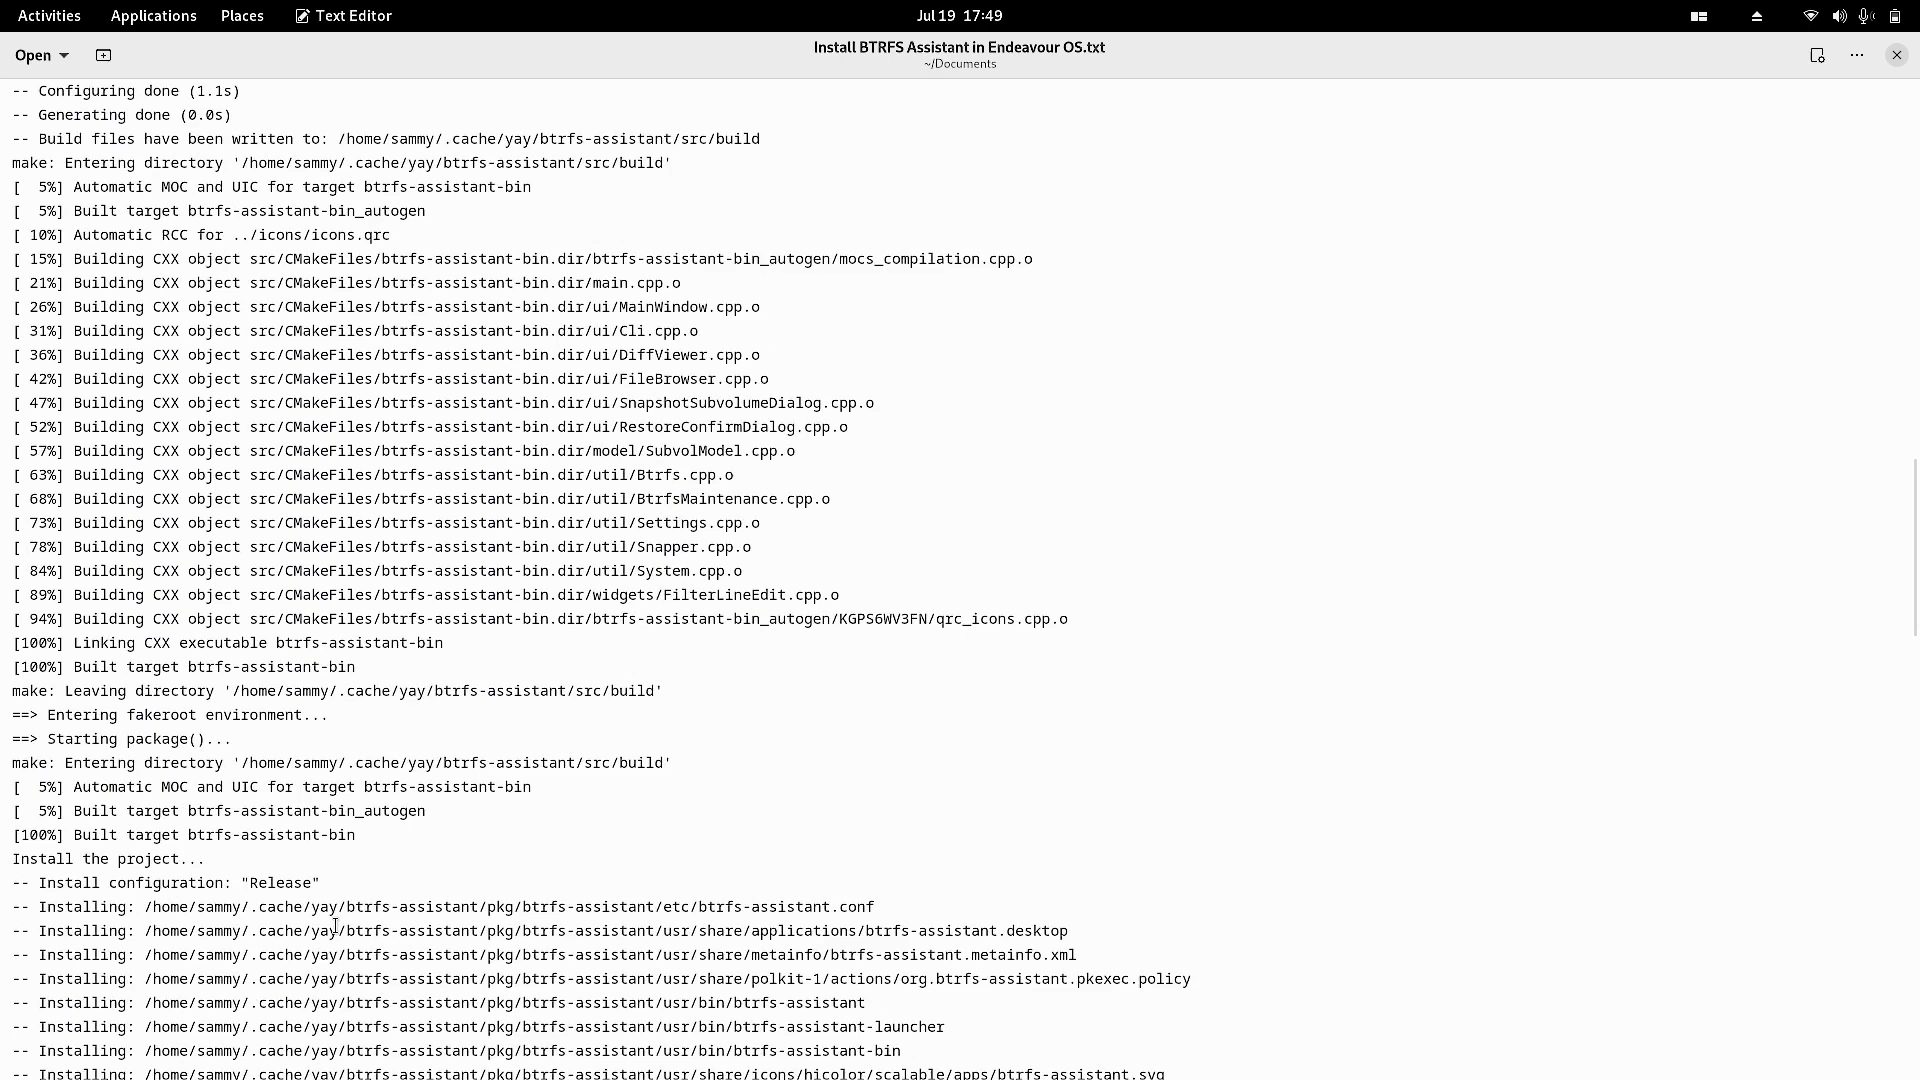 Activities Applications Places Text Editor Jul 19 17:49
Open Install BTRFS Assistant in Endeavour OS.txt
~/Documents
-- Configuring done (1.1s)
-- Generating done (0.0s)
-- Build files have been written to: /home/sammy/.cache/yay/btrfs-assistant/src/build
make: Entering directory '/home/sammy/.cache/yay/btrfs-assistant/src/build'
[  5%] Automatic MOC and UIC for target btrfs-assistant-bin
[  5%] Built target btrfs-assistant-bin_autogen
[ 10%] Automatic RCC for ../icons/icons.qrc
[ 15%] Building CXX object src/CMakeFiles/btrfs-assistant-bin.dir/btrfs-assistant-bin_autogen/mocs_compilation.cpp.o
[ 21%] Building CXX object src/CMakeFiles/btrfs-assistant-bin.dir/main.cpp.o
[ 26%] Building CXX object src/CMakeFiles/btrfs-assistant-bin.dir/ui/MainWindow.cpp.o
[ 31%] Building CXX object src/CMakeFiles/btrfs-assistant-bin.dir/ui/Cli.cpp.o
[ 36%] Building CXX object src/CMakeFiles/btrfs-assistant-bin.dir/ui/DiffViewer.cpp.o
[ 42%] Building CXX object src/CMakeFiles/btrfs-assistant-bin.dir/ui/FileBrowser.cpp.o
[ 47%] Building CXX object src/CMakeFiles/btrfs-assistant-bin.dir/ui/SnapshotSubvolumeDialog.cpp.o
[ 52%] Building CXX object src/CMakeFiles/btrfs-assistant-bin.dir/ui/RestoreConfirmDialog.cpp.o
[ 57%] Building CXX object src/CMakeFiles/btrfs-assistant-bin.dir/model/SubvolModel.cpp.o
[ 63%] Building CXX object src/CMakeFiles/btrfs-assistant-bin.dir/util/Btrfs.cpp.o
[ 68%] Building CXX object src/CMakeFiles/btrfs-assistant-bin.dir/util/BtrfsMaintenance.cpp.o
[ 73%] Building CXX object src/CMakeFiles/btrfs-assistant-bin.dir/util/Settings.cpp.o
[ 78%] Building CXX object src/CMakeFiles/btrfs-assistant-bin.dir/util/Snapper.cpp.o
[ 84%] Building CXX object src/CMakeFiles/btrfs-assistant-bin.dir/util/System.cpp.o
[ 89%] Building CXX object src/CMakeFiles/btrfs-assistant-bin.dir/widgets/FilterLineEdit.cpp.o
[ 94%] Building CXX object src/CMakeFiles/btrfs-assistant-bin.dir/btrfs-assistant-bin_autogen/KGPS6WV3FN/qrc_icons.cpp.o
[100%] Linking CXX executable btrfs-assistant-bin
[100%] Built target btrfs-assistant-bin
make: Leaving directory '/home/sammy/.cache/yay/btrfs-assistant/src/build'
==> Entering fakeroot environment...
==> Starting package()...
make: Entering directory '/home/sammy/.cache/yay/btrfs-assistant/src/build'
[  5%] Automatic MOC and UIC for target btrfs-assistant-bin
[  5%] Built target btrfs-assistant-bin_autogen
[100%] Built target btrfs-assistant-bin
Install the project...
-- Install configuration: "Release"
-- Installing: /home/sammy/.cache/yay/btrfs-assistant/pkg/btrfs-assistant/etc/btrfs-assistant.conf
-- Installing: /home/sammy/.cache/yay/btrfs-assistant/pkg/btrfs-assistant/usr/share/applications/btrfs-assistant.desktop
-- Installing: /home/sammy/.cache/yay/btrfs-assistant/pkg/btrfs-assistant/usr/share/metainfo/btrfs-assistant.metainfo.xml
-- Installing: /home/sammy/.cache/yay/btrfs-assistant/pkg/btrfs-assistant/usr/share/polkit-1/actions/org.btrfs-assistant.pkexec.policy
-- Installing: /home/sammy/.cache/yay/btrfs-assistant/pkg/btrfs-assistant/usr/bin/btrfs-assistant
-- Installing: /home/sammy/.cache/yay/btrfs-assistant/pkg/btrfs-assistant/usr/bin/btrfs-assistant-launcher
-- Installing: /home/sammy/.cache/yay/btrfs-assistant/pkg/btrfs-assistant/usr/bin/btrfs-assistant-bin
-- Installing: /home/sammy/.cache/yay/btrfs-assistant/pkg/btrfs-assistant/usr/share/icons/hicolor/scalable/apps/btrfs-assistant.svg